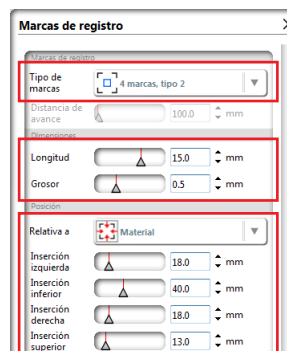 Marcas de registro
Marcas de registro
Tipo de
marcas
4 marcas, tipo 2
Distancia de
avance
100.0 mm
Dimensiones
Longitud 15.0 mm
Grosor 0.5 mm
Posición
Relativa a Material
Inserción
izquierda
18.0 mm
Inserción
inferior
40.0 mm
Inserción
derecha
18.0 mm
Inserción
superior
13.0 mm